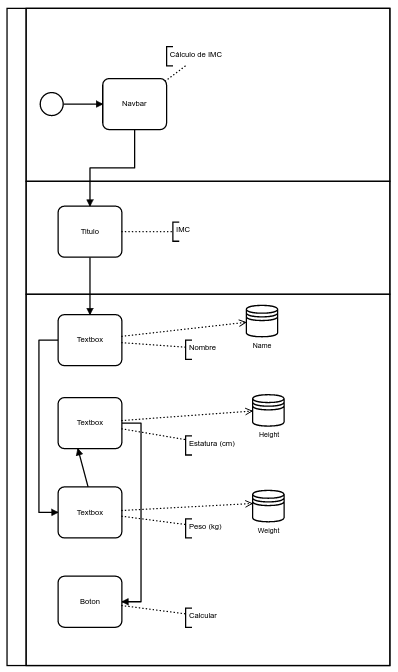 Cálculo de IMC
Navbar
Titulo
IMC
Textbox
Name
Nombre
Textbox
Height
Estatura (cm)
Textbox
Peso (kg)
Weight
Boton
Calcular